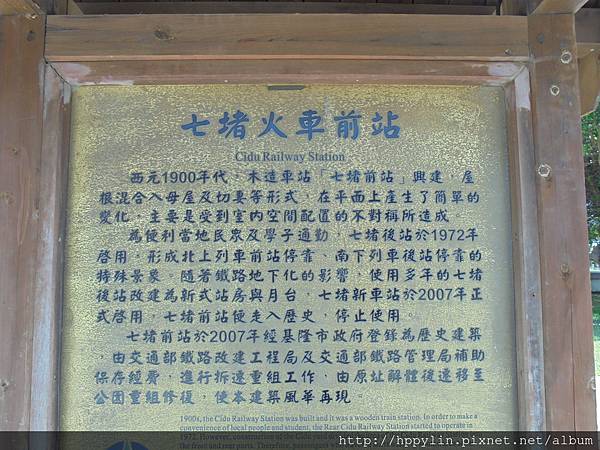 七堵火車前站
Cidu Railway Station
西元1900年代，木造車站「七堵前站」興建，屋
根混合入母屋及切妻等形式，在平面上產生了簡單的
變化，主要是受到室內空間配置的不對稱所造成。
為便利當地民眾及學子通勤，七堵後站於1972年
啓用，形成北上列車前站停靠、南下列車後站停靠的
特殊景象。隨著鐵路地下化的影響，使用多年的七堵
後站改建為新式站房與月台，七堵新車站於2007年正
式啓用，七堵前站便走入歷史，停止使用。
七堵前站於2007年經基隆市政府登錄為歷史建築
，由交通部鐵路改建工程局及交通部鐵路管理局補助
保存經費，進行拆遷重組工作，由原址解體後遷移至
公園重組修復，使本建築風華再現。
1900s, the Cidu Railway Station was built and it was a wooden train station. In order to make a
convenience of local people and student, the Rear Cidu Railway Station started to operate in
1972. However, construction of the Cidu yard
http://hppylin.pixnet.net/album